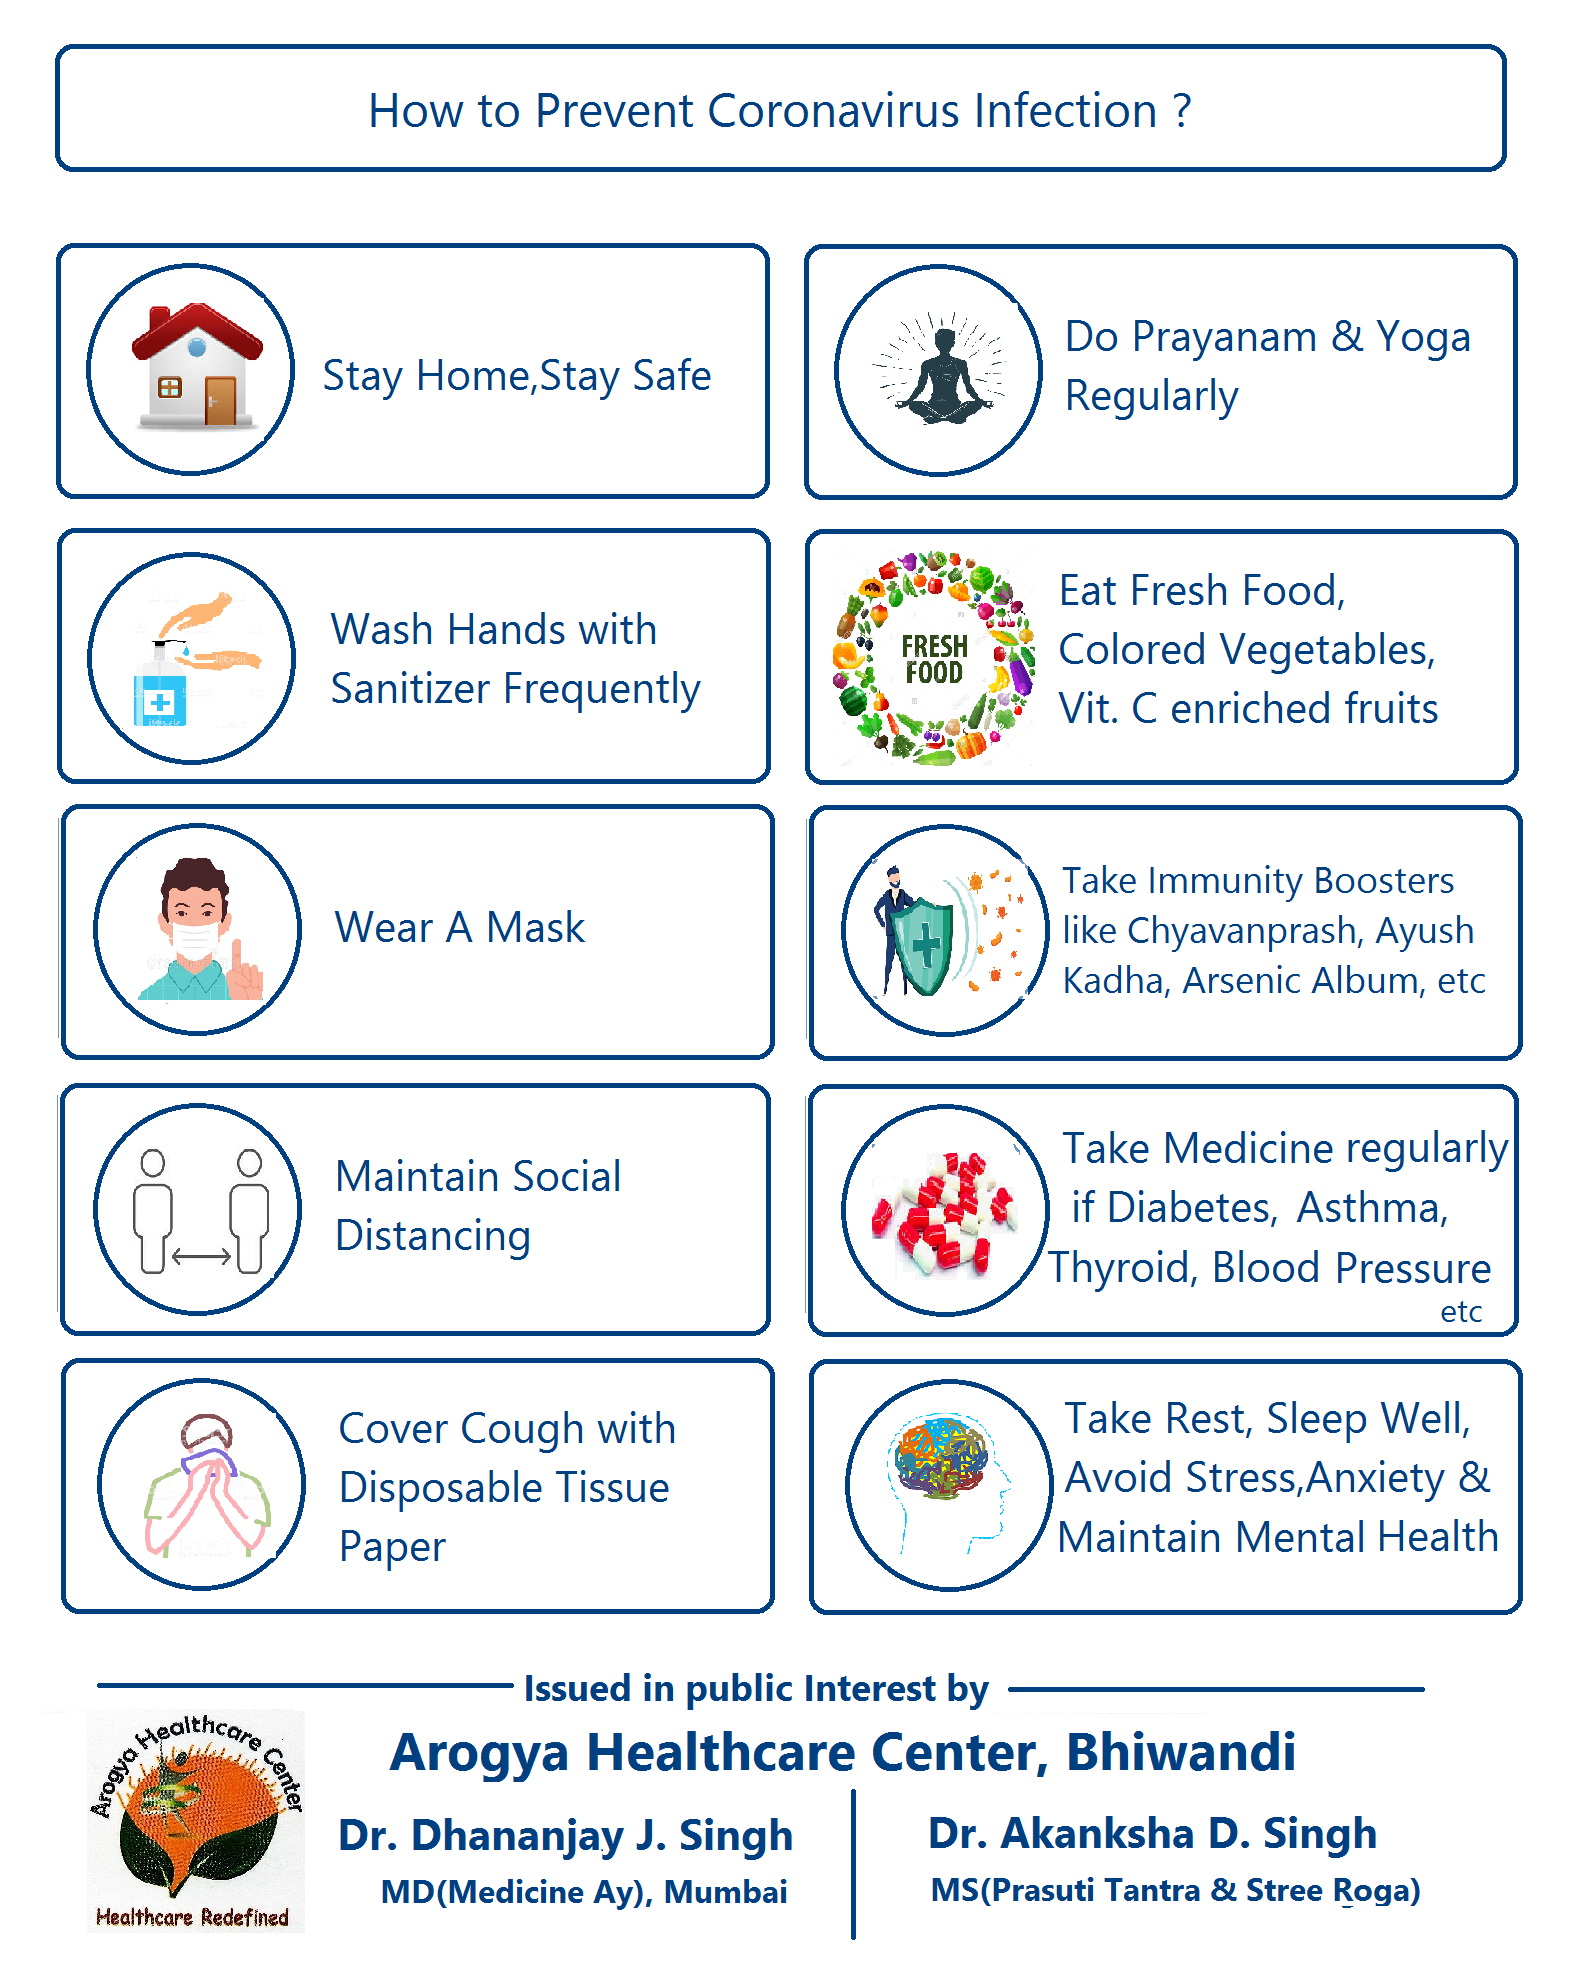 How to Prevent Coronavirus Infection ?
Stay Home,Stay Safe
Do Prayanam & Yoga
Regularly
Wash Hands with
Sanitizer Frequently
FRESH
FOOD
Eat Fresh Food,
Colored Vegetables,
Vit. C enriched fruits
Wear A Mask
Take Immunity Boosters
like Chyavanprash, Ayush
Kadha, Arsenic Album, etc
Maintain Social
Distancing
Take Medicine regularly
if Diabetes, Asthma,
Thyroid, Blood Pressure
etc
Cover Cough with
Disposable Tissue
Paper
Take Rest, Sleep Well,
Avoid Stress,Anxiety &
Maintain Mental Health
Issued in public Interest by
Arogya Healthcare Center
Healthcare Redefined
Arogya Healthcare Center, Bhiwandi
Dr. Dhananjay J. Singh
MD(Medicine Ay), Mumbai
Dr. Akanksha D. Singh
MS(Prasuti Tantra & Stree Roga)